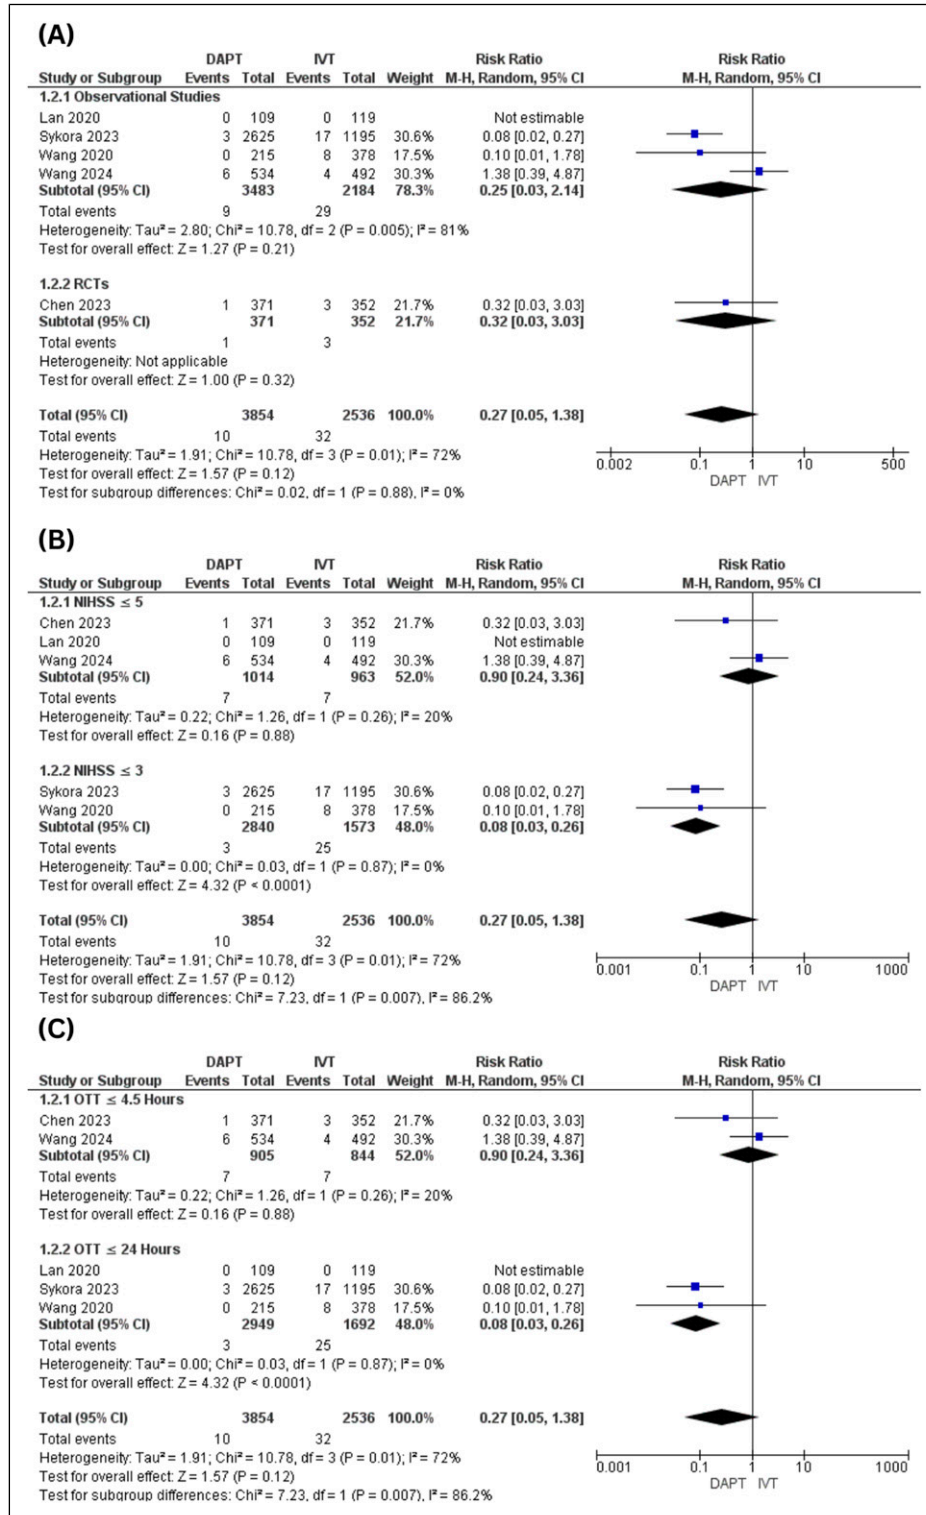 (A)
DAPT IVT Risk Ratio Risk Ratio
Study or Subgroup Events Total Events Total Weight M-H, Random, 95% CI M-H, Random, 95% CI
1.2.1 Observational Studies
Lan 2020 0 109 0 119 Not estimable
Sykora 2023 3 2625 17 1195 30.6% 0.08 [0.02, 0.27]
Wang 2020 0 215 8 378 17.5% 0.10 [0.01, 1.78]
Wang 2024 6 534 4 492 30.3% 1.38 [0.39, 4.87]
Subtotal (95% CI) 3483 2184 78.3% 0.25 [0.03, 2.14]
Total events 9 29
Heterogeneity: Tau² = 2.80; Chi² = 10.78, df = 2 (P = 0.005); I² = 81%
Test for overall effect: Z = 1.27 (P = 0.21)
1.2.2 RCTs
Chen 2023 1 371 3 352 21.7% 0.32 [0.03, 3.03]
Subtotal (95% CI) 371 352 21.7% 0.32 [0.03, 3.03]
Total events 1 3
Heterogeneity: Not applicable
Test for overall effect: Z = 1.00 (P = 0.32)
Total (95% CI) 3854 2536 100.0% 0.27 [0.05, 1.38]
Total events 10 32
Heterogeneity: Tau² = 1.91; Chi² = 10.78, df = 3 (P = 0.01); I² = 72%
Test for overall effect: Z = 1.57 (P = 0.12)
Test for subgroup differences: Chi² = 0.02, df = 1 (P = 0.88), I² = 0%
0.002 0.1 1 10 500
DAPT IVT
(B)
DAPT IVT Risk Ratio Risk Ratio
Study or Subgroup Events Total Events Total Weight M-H, Random, 95% CI M-H, Random, 95% CI
1.2.1 NIHSS ≤ 5
Chen 2023 1 371 3 352 21.7% 0.32 [0.03, 3.03]
Lan 2020 0 109 0 119 Not estimable
Wang 2024 6 534 4 492 30.3% 1.38 [0.39, 4.87]
Subtotal (95% CI) 1014 963 52.0% 0.90 [0.24, 3.36]
Total events 7 7
Heterogeneity: Tau² = 0.22; Chi² = 1.26, df = 1 (P = 0.26); I² = 20%
Test for overall effect: Z = 0.16 (P = 0.88)
1.2.2 NIHSS ≤ 3
Sykora 2023 3 2625 17 1195 30.6% 0.08 [0.02, 0.27]
Wang 2020 0 215 8 378 17.5% 0.10 [0.01, 1.78]
Subtotal (95% CI) 2840 1573 48.0% 0.08 [0.03, 0.26]
Total events 3 25
Heterogeneity: Tau² = 0.00; Chi² = 0.03, df = 1 (P = 0.87); I² = 0%
Test for overall effect: Z = 4.32 (P < 0.0001)
Total (95% CI) 3854 2536 100.0% 0.27 [0.05, 1.38]
Total events 10 32
Heterogeneity: Tau² = 1.91; Chi² = 10.78, df = 3 (P = 0.01); I² = 72%
Test for overall effect: Z = 1.57 (P = 0.12)
Test for subgroup differences: Chi² = 7.23, df = 1 (P = 0.007), I² = 86.2%
0.001 0.1 1 10 1000
DAPT IVT
(C)
DAPT IVT Risk Ratio Risk Ratio
Study or Subgroup Events Total Events Total Weight M-H, Random, 95% CI M-H, Random, 95% CI
1.2.1 OTT ≤ 4.5 Hours
Chen 2023 1 371 3 352 21.7% 0.32 [0.03, 3.03]
Wang 2024 6 534 4 492 30.3% 1.38 [0.39, 4.87]
Subtotal (95% CI) 905 844 52.0% 0.90 [0.24, 3.36]
Total events 7 7
Heterogeneity: Tau² = 0.22; Chi² = 1.26, df = 1 (P = 0.26); I² = 20%
Test for overall effect: Z = 0.16 (P = 0.88)
1.2.2 OTT ≤ 24 Hours
Lan 2020 0 109 0 119 Not estimable
Sykora 2023 3 2625 17 1195 30.6% 0.08 [0.02, 0.27]
Wang 2020 0 215 8 378 17.5% 0.10 [0.01, 1.78]
Subtotal (95% CI) 2949 1692 48.0% 0.08 [0.03, 0.26]
Total events 3 25
Heterogeneity: Tau² = 0.00; Chi² = 0.03, df = 1 (P = 0.87); I² = 0%
Test for overall effect: Z = 4.32 (P < 0.0001)
Total (95% CI) 3854 2536 100.0% 0.27 [0.05, 1.38]
Total events 10 32
Heterogeneity: Tau² = 1.91; Chi² = 10.78, df = 3 (P = 0.01); I² = 72%
Test for overall effect: Z = 1.57 (P = 0.12)
Test for subgroup differences: Chi² = 7.23, df = 1 (P = 0.007), I² = 86.2%
0.001 0.1 1 10 1000
DAPT IVT